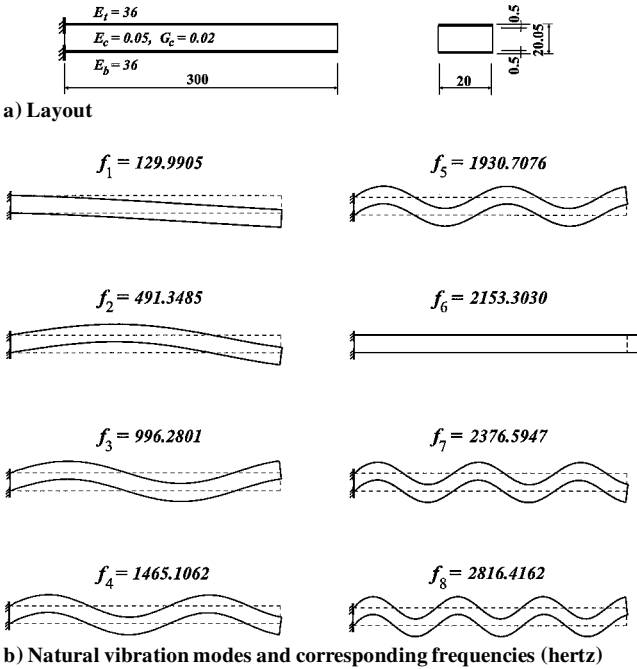 E_t = 36
E_c = 0.05, G_c = 0.02
E_b = 36
300
20
0.5
20.05
0.5
a) Layout
f_1 = 129.9905
f_5 = 1930.7076
f_2 = 491.3485
f_6 = 2153.3030
f_3 = 996.2801
f_7 = 2376.5947
f_4 = 1465.1062
f_8 = 2816.4162
b) Natural vibration modes and corresponding frequencies (hertz)